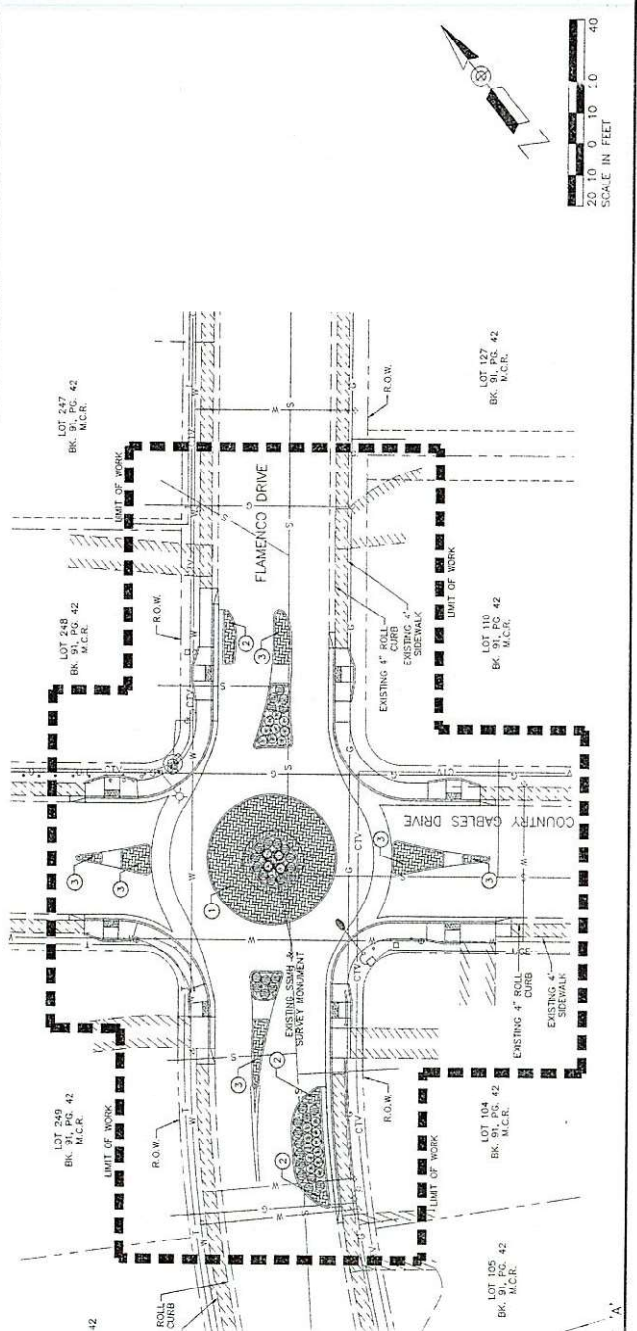 42
ROLL
CURB
LOT 249
BK. 91, PG. 42
M.C.R.
LIMIT OF WORK
R.O.W.
LOT 248
BK. 91, PG. 42
M.C.R.
R.O.W.
LOT 247
BK. 91, PG. 42
M.C.R.
LIMIT OF WORK
FLAMENCO DRIVE
1
2
2
2
3
3
3
3
3
3
EXISTING SSMH &
SURVEY MONUMENT
COUNTRY GABLES DRIVE
EXISTING 4" ROLL
CURB
EXISTING 4'
SIDEWALK
R.O.W.
LOT 127
BK. 91, PG. 42
M.C.R.
LOT 110
BK. 91, PG 42
M.C.R.
LIMIT OF WORK
R.O.W.
LIMIT OF WORK
LOT 104
BK. 91, PG. 42
M.C.R.
LOT 105
BK. 91, PG. 42
M.C.R.
EXISTING 4" ROLL
CURB
EXISTING 4'
SIDEWALK
'A'
N
20 10 0 10 20 40
SCALE IN FEET